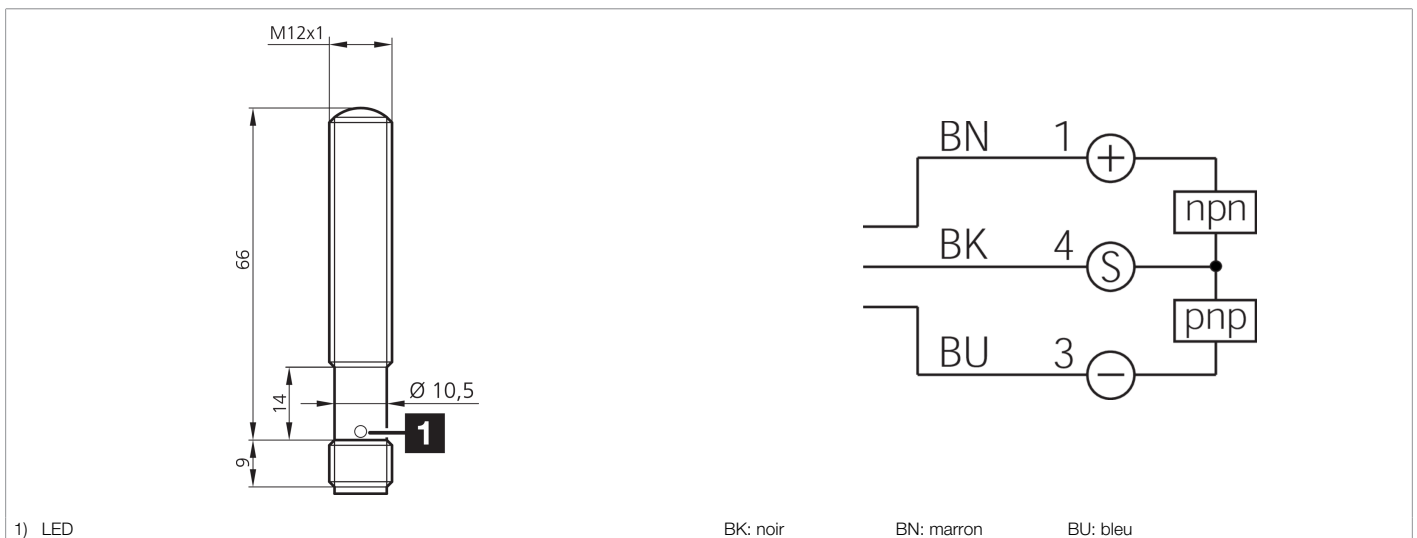 M12x1
66
14
Ø 10,5
1
9
BN 1 +
npn
BK 4 S
pnp
BU 3 −
1) LED
BK: noir BN: marron BU: bleu